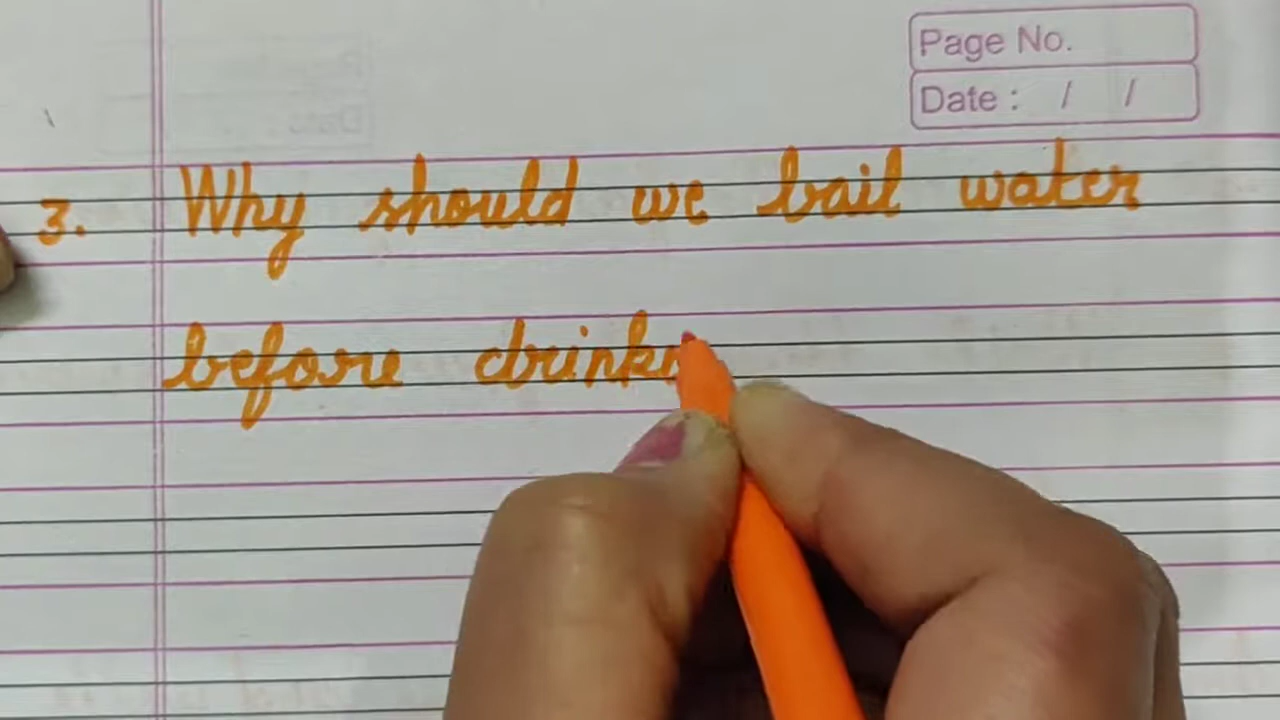 Page No.
Date : / /
3. Why should we bail water
before drink